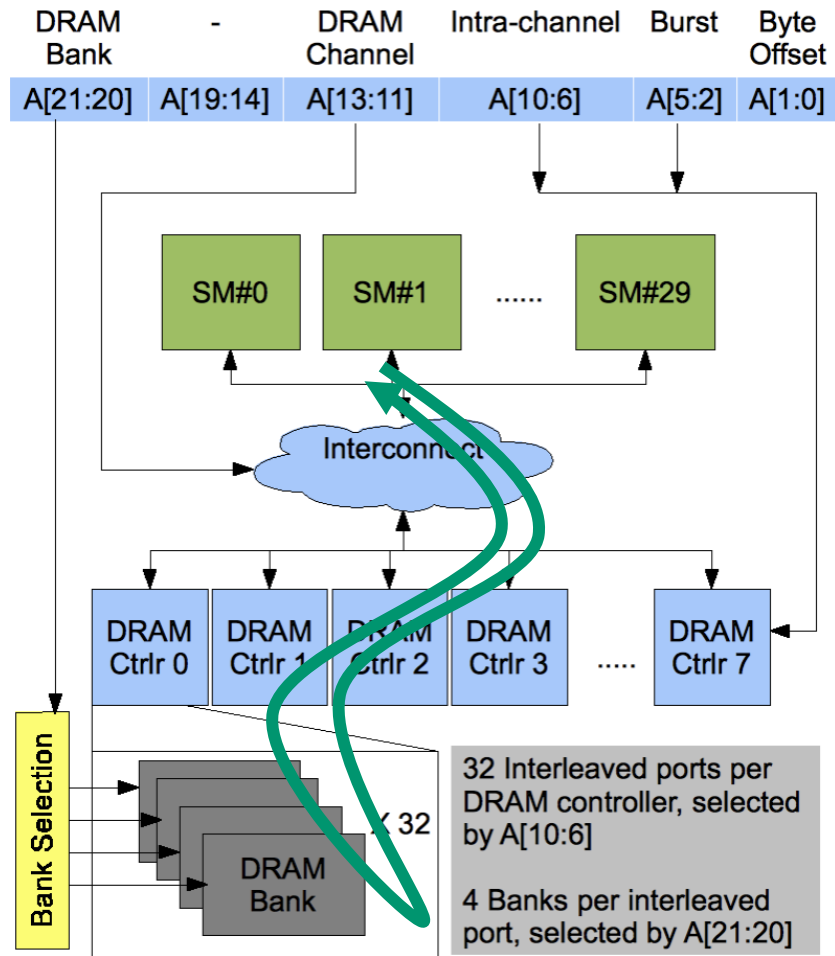 DRAM Bank
-
DRAM Channel
Intra-channel
Burst
Byte Offset
A[21:20]
A[19:14]
A[13:11]
A[10:6]
A[5:2]
A[1:0]
SM#0
SM#1
......
SM#29
Interconnect
DRAM
Ctrlr 0
DRAM
Ctrlr 1
DRAM
Ctrlr 2
DRAM
Ctrlr 3
.....
DRAM
Ctrlr 7
Bank Selection
X 32
DRAM
Bank
32 Interleaved ports per
DRAM controller, selected
by A[10:6]
4 Banks per interleaved
port, selected by A[21:20]